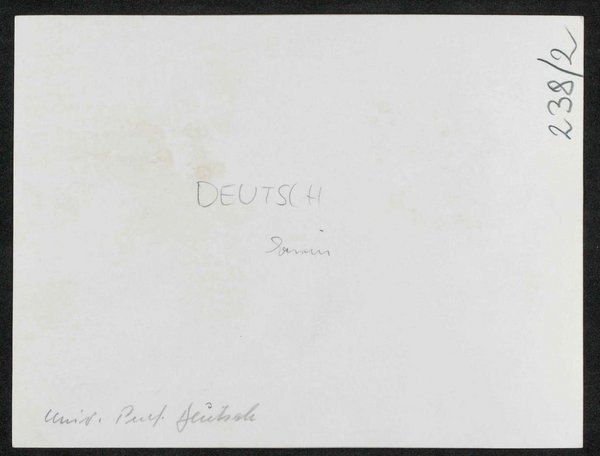 238/2
DEUTSCH
Univ. Prof. Deutsch